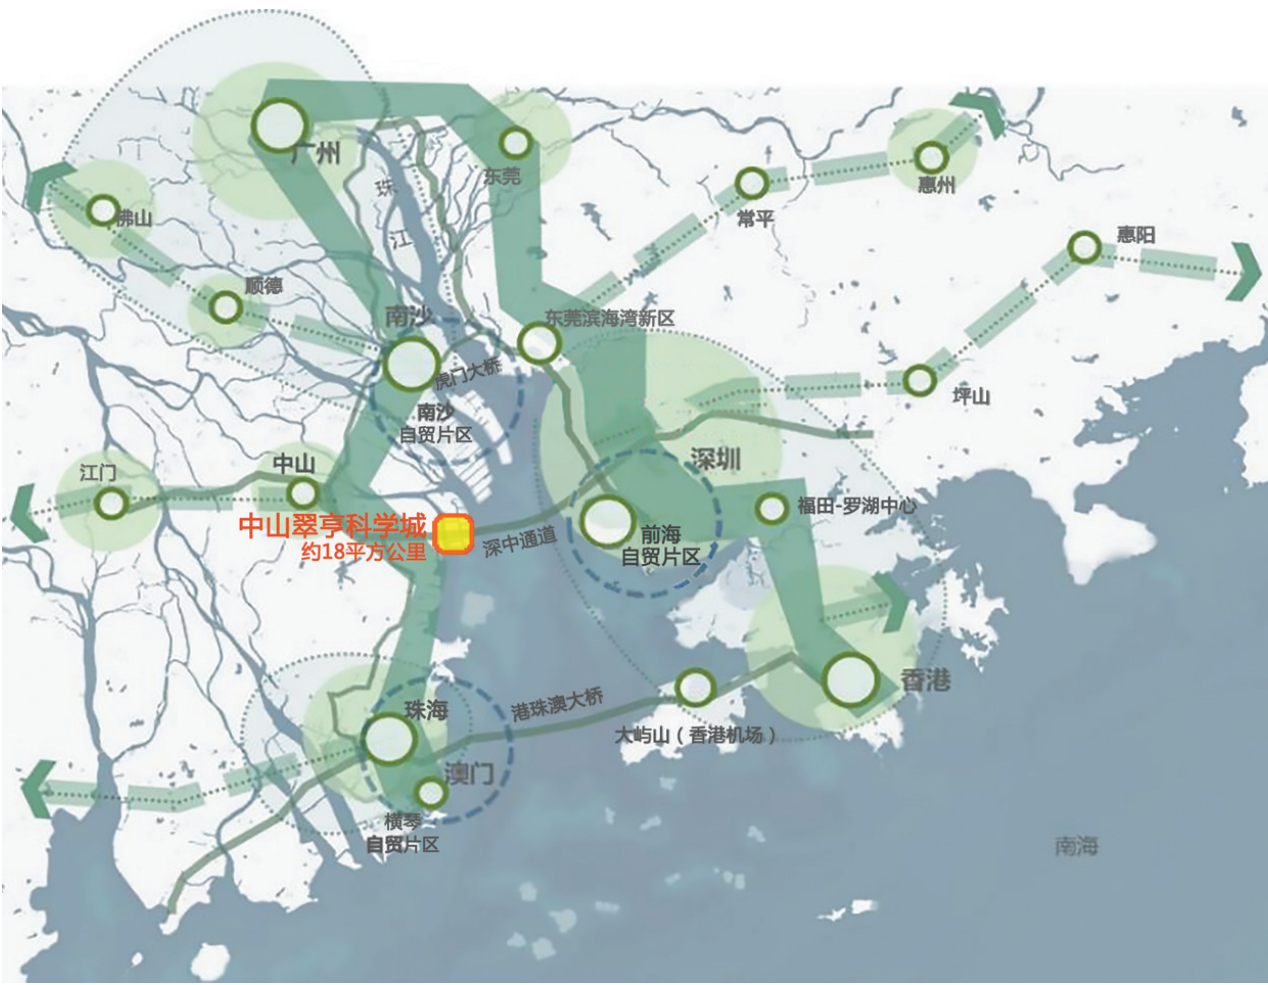 广州
珠
江
东莞
惠州
佛山
常平
惠阳
顺德
南沙
东莞滨海湾新区
虎门大桥
坪山
南沙
自贸片区
深圳
江门
中山
福田-罗湖中心
中山翠亨科学城
约18平方公里
深中通道
前海
自贸片区
香港
珠海
港珠澳大桥
大屿山（香港机场）
澳门
横琴
自贸片区
南海